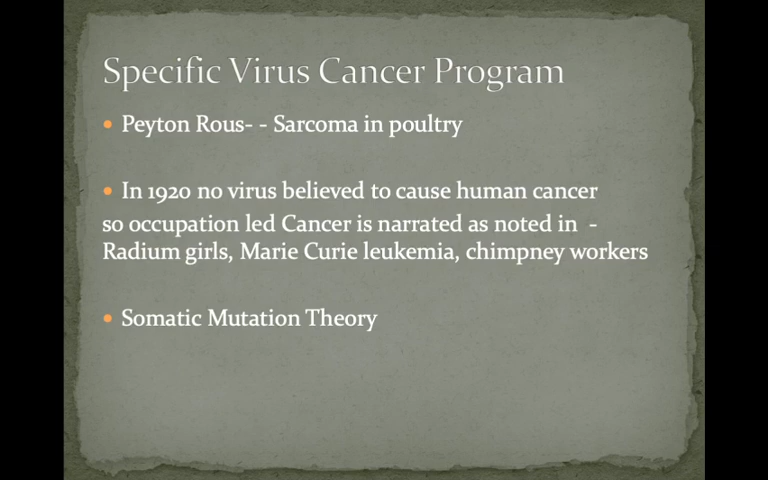 Specific Virus Cancer Program
• Peyton Rous- - Sarcoma in poultry
• In 1920 no virus believed to cause human cancer
so occupation led Cancer is narrated as noted in -
Radium girls, Marie Curie leukemia, chimpney workers
• Somatic Mutation Theory